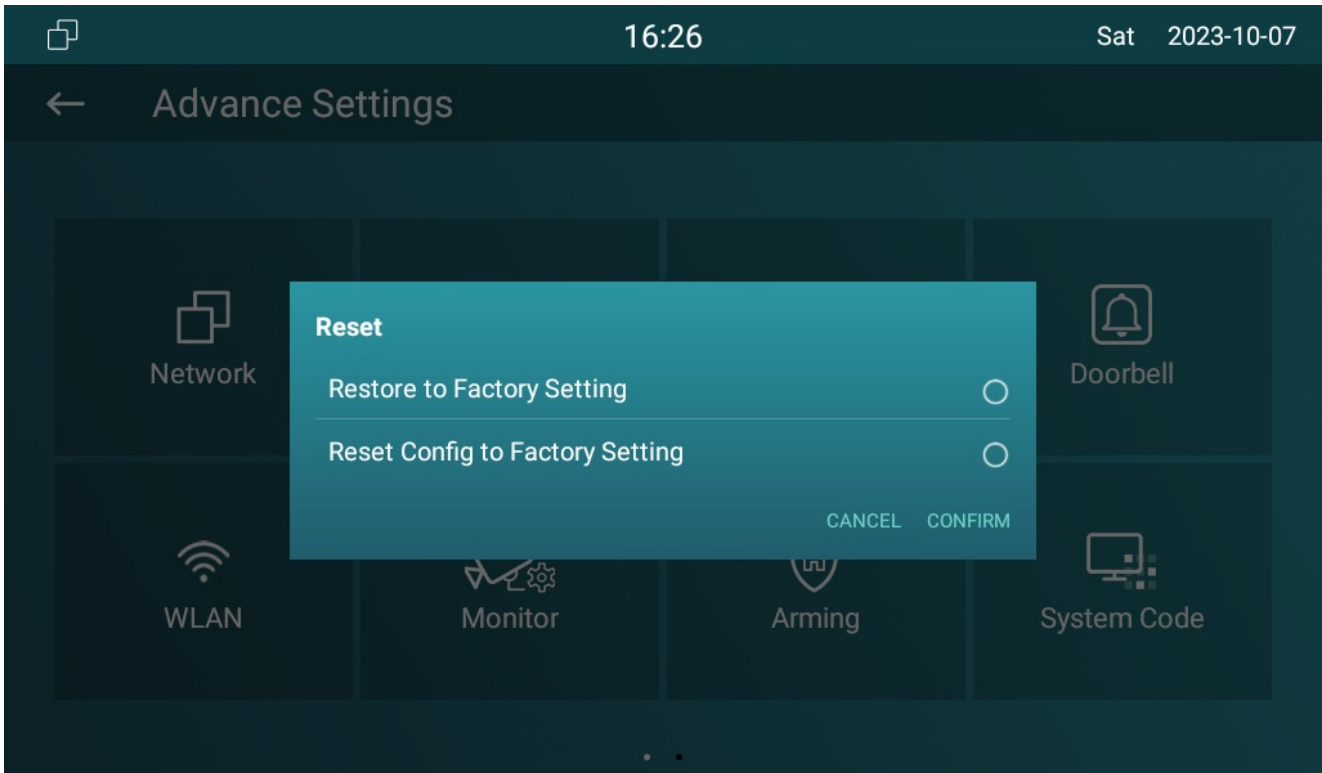 16:26 Sat 2023-10-07
Advance Settings
Network
Doorbell
Reset
Restore to Factory Setting
Reset Config to Factory Setting
CANCEL CONFIRM
WLAN
Monitor
Arming
System Code